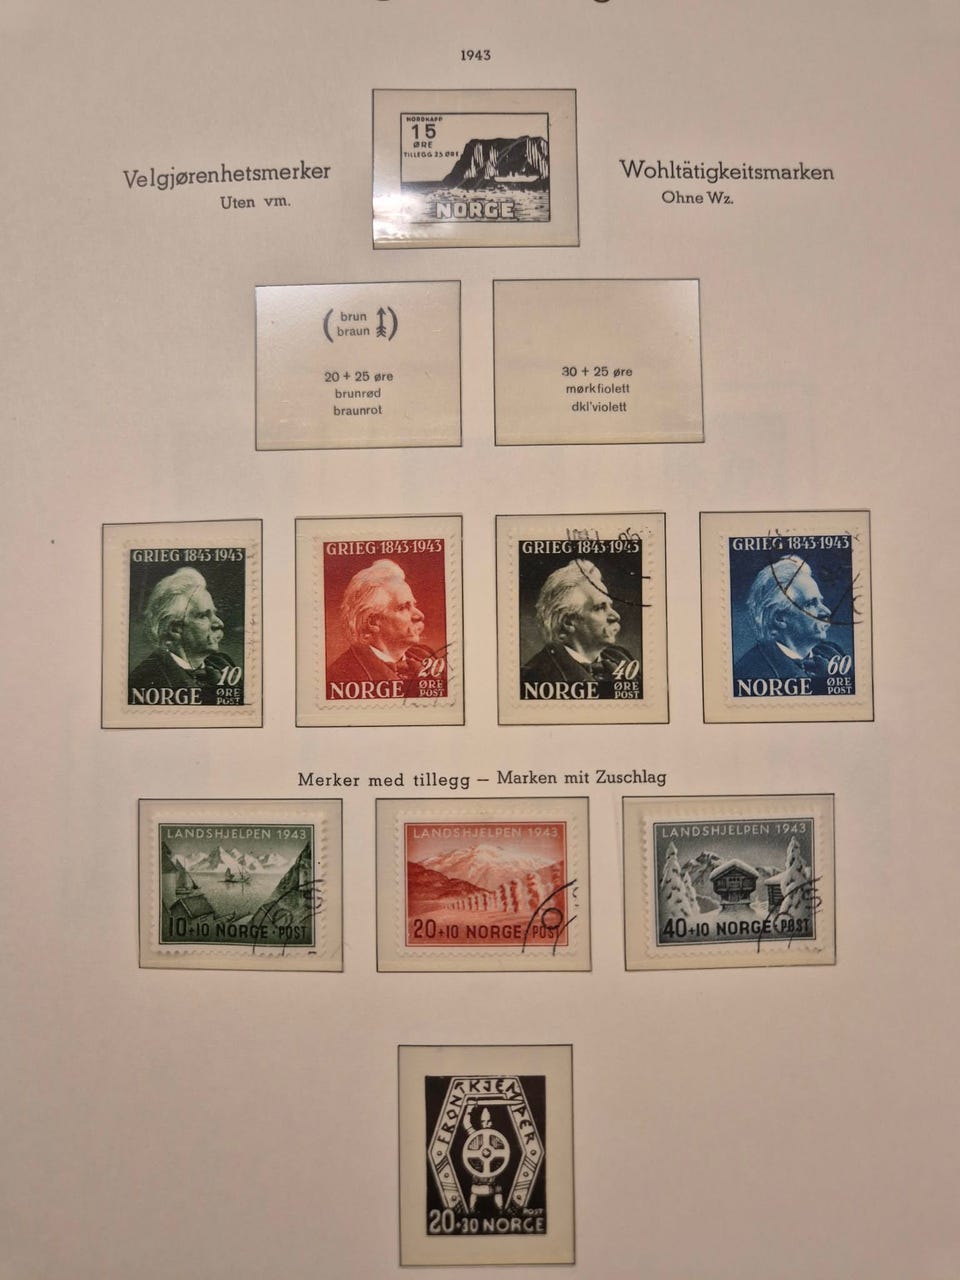 1943
NORDKAPP
15
ØRE
TILLEGG 25 ØRE
NORGE
Velgjørenhetsmerker
Uten vm.
Wohltätigkeitsmarken
Ohne Wz.
( brun
braun )
20 + 25 øre
brunrød
braunrot
30 + 25 øre
mørkfiolett
dkl'violett
GRIEG 1843-1943
10
NORGE ØRE
POST
GRIEG 1843-1943
20
NORGE ØRE
POST
GRIEG 1843-1943
40
NORGE ØRE
POST
GRIEG 1843-1943
60
NORGE ØRE
POST
Merker med tillegg — Marken mit Zuschlag
LANDSHJELPEN 1943
10+10 NORGE·POST
LANDSHJELPEN 1943
20+10 NORGE·POST
LANDSHJELPEN 1943
40+10 NORGE·POST
FRONTKJEMPER
POST
20+30 NORGE